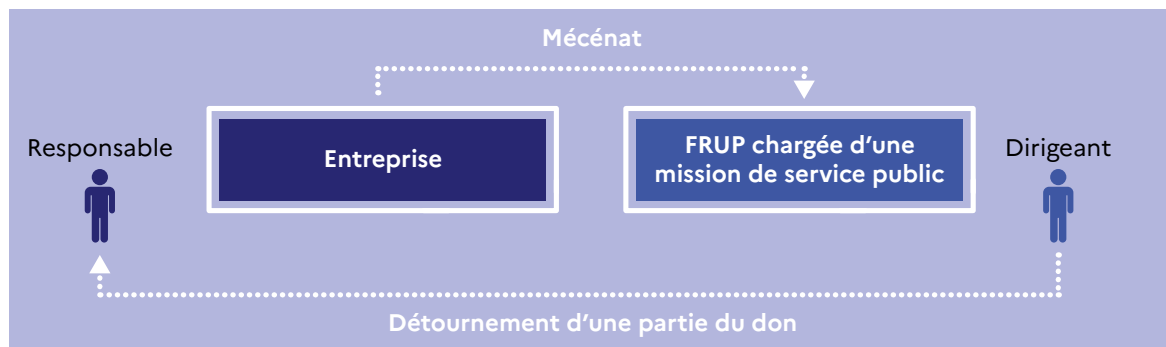 Mécénat
Responsable
Entreprise
FRUP chargée d’une
mission de service public
Dirigeant
Détournement d’une partie du don